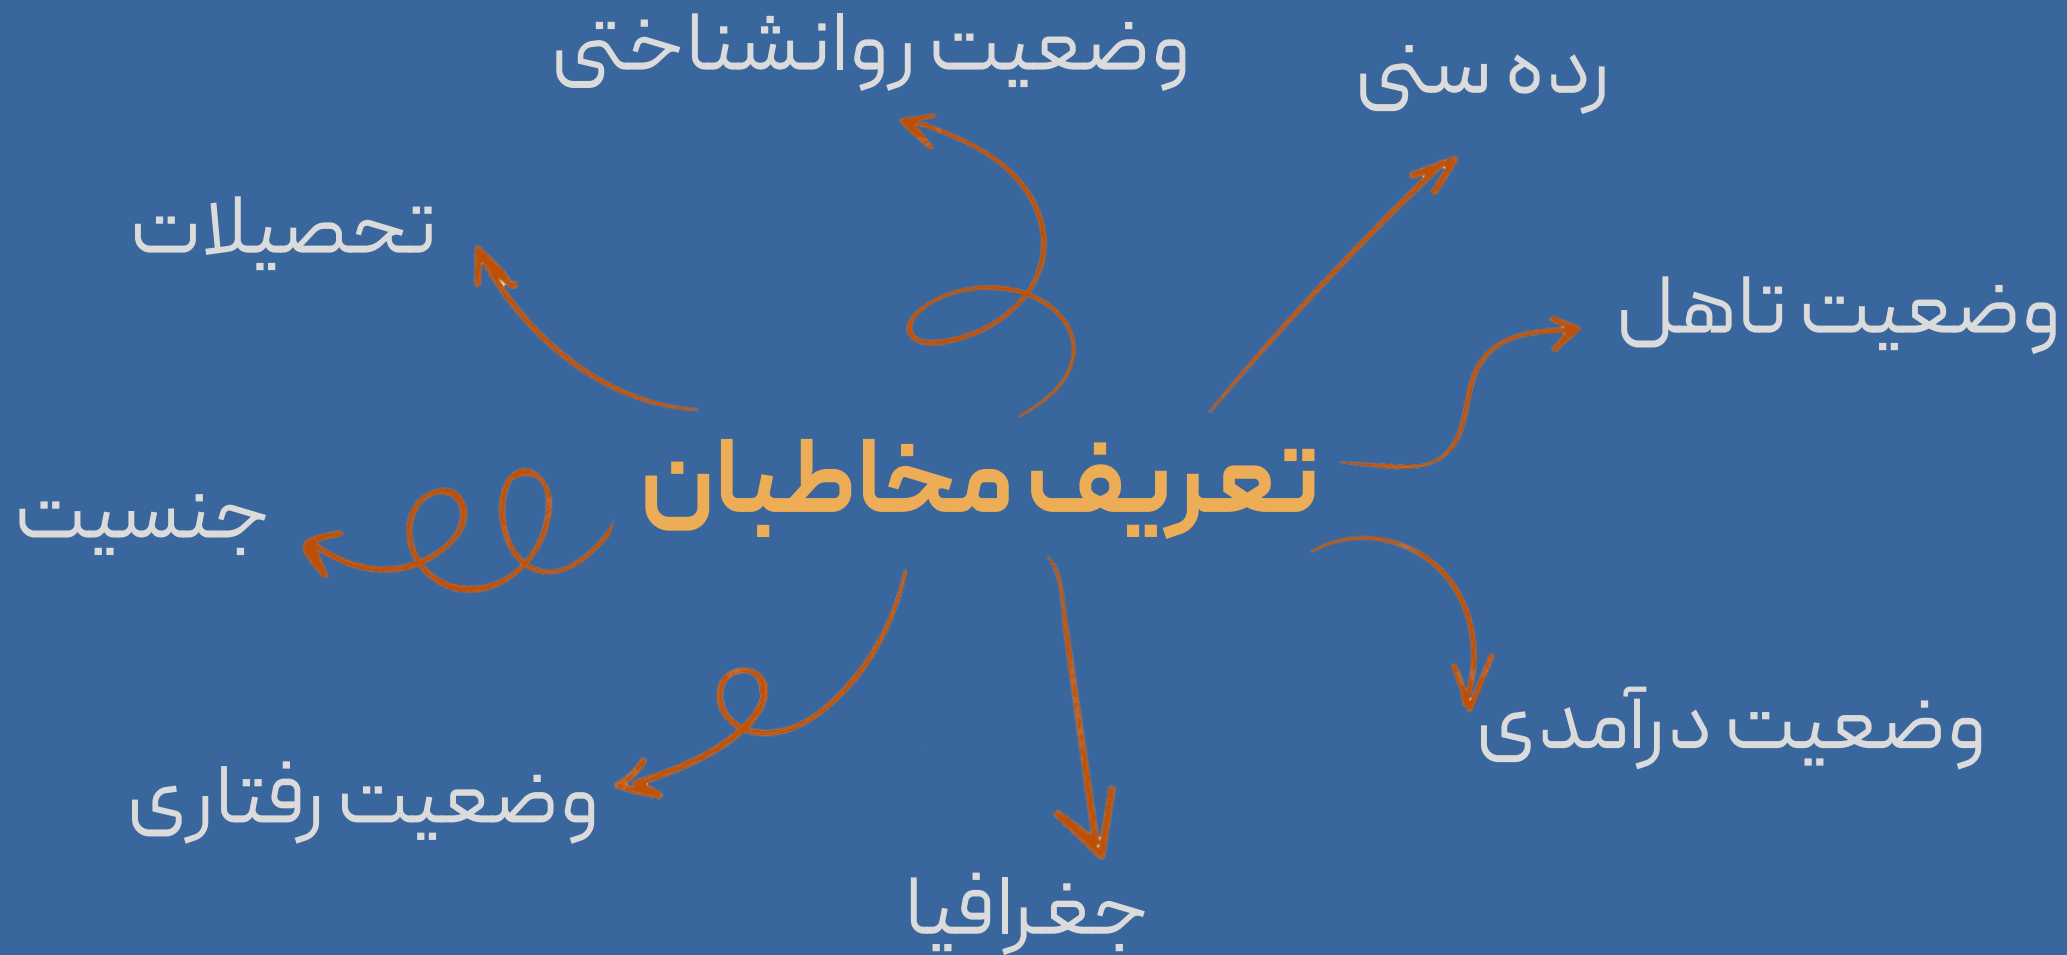 وضعیت روانشناختی
رده سنی
تحصیلات
وضعیت تاهل
تعریف مخاطبان
جنسیت
وضعیت درآمدی
وضعیت رفتاری
جغرافیا